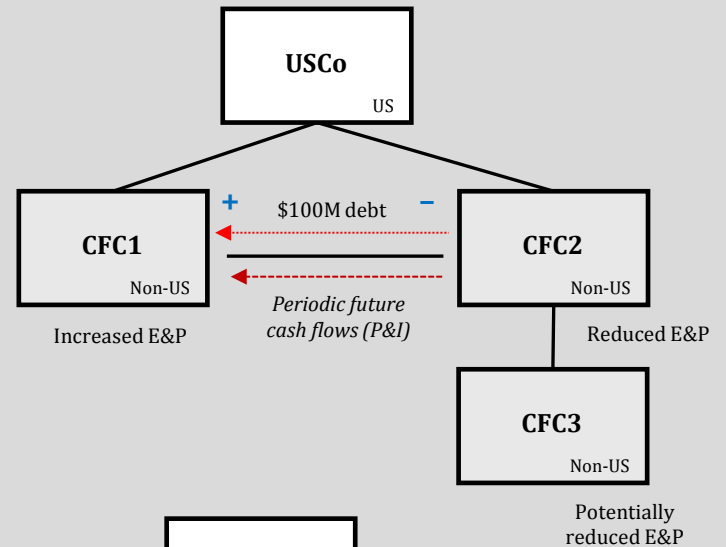 USCo
US
+
$100M debt
−
CFC1
Non-US
CFC2
Non-US
Periodic future
cash flows (P&I)
Increased E&P
Reduced E&P
CFC3
Non-US
Potentially
reduced E&P